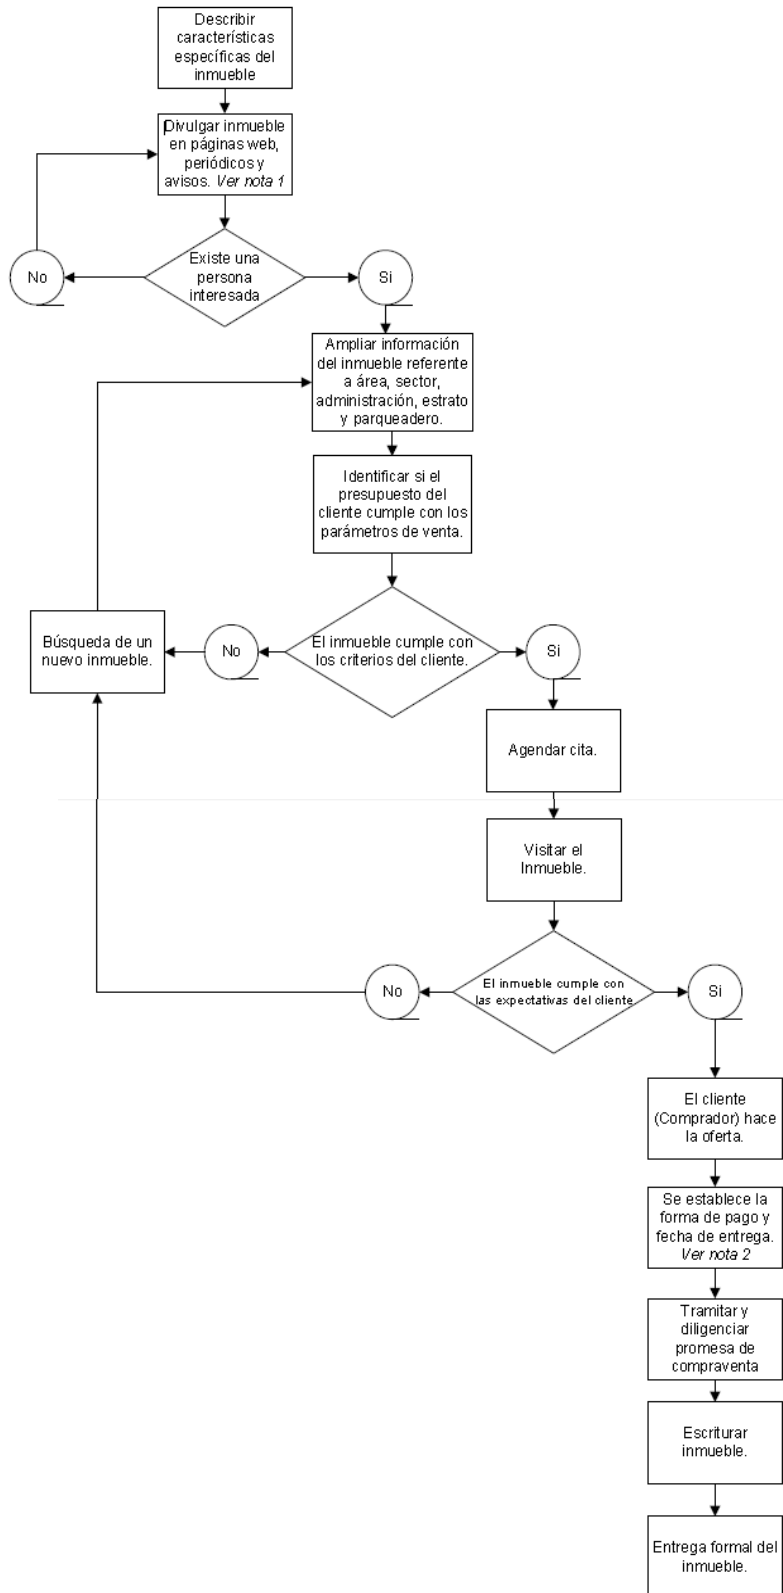 Describir
características
específicas del
inmueble
Divulgar inmueble
en páginas web,
periódicos y
avisos. Ver nota 1
No
Existe una
persona
interesada
Si
Ampliar información
del inmueble referente
a área, sector,
administración, estrato
y parqueadero.
Identificar si el
presupuesto del
cliente cumple con los
parámetros de venta.
Búsqueda de un
nuevo inmueble.
No
El inmueble cumple con
los criterios del cliente.
Si
Agendar cita.
Visitar el
Inmueble.
No
El inmueble cumple con
las expectativas del cliente
Si
El cliente
(Comprador) hace
la oferta.
Se establece la
forma de pago y
fecha de entrega.
Ver nota 2
Tramitar y
diligenciar
promesa de
compraventa
Escriturar
inmueble.
Entrega formal del
inmueble.